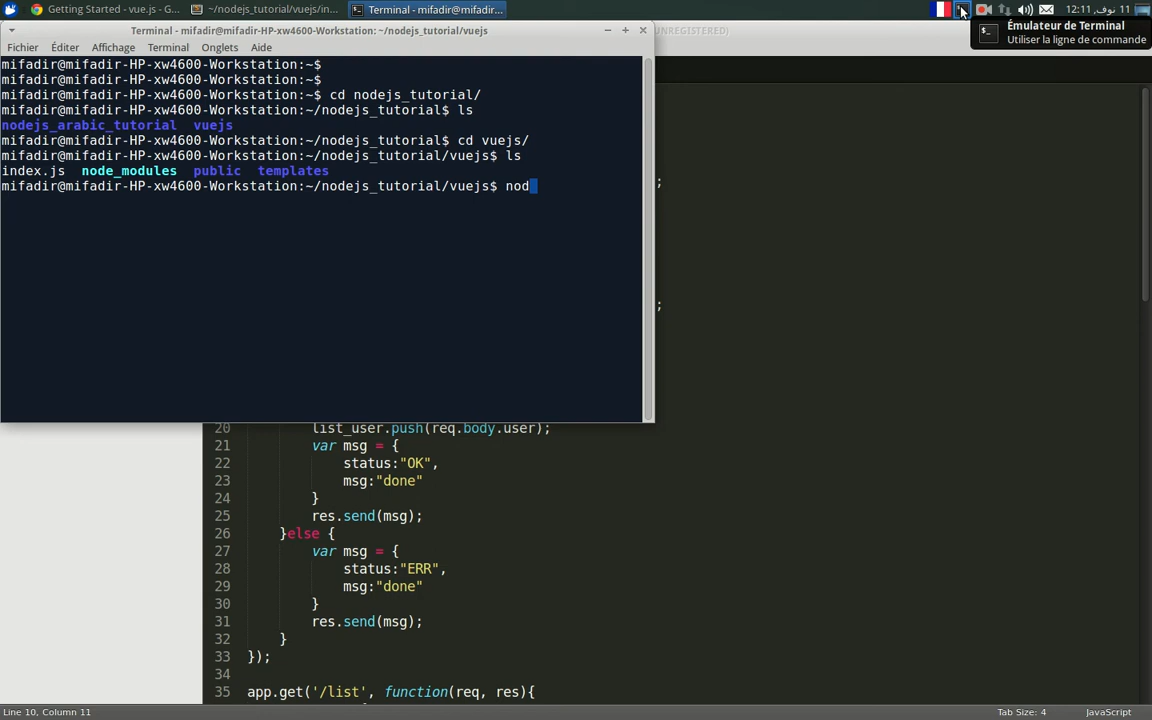 Getting Started - vue.js - G...
~/nodejs_tutorial/vuejs/in...
Terminal - mifadir@mifadir...
12:11 ,نوف 11
Terminal - mifadir@mifadir-HP-xw4600-Workstation: ~/nodejs_tutorial/vuejs
UNREGISTERED)
Émulateur de Terminal
Utiliser la ligne de commande
Fichier Éditer Affichage Terminal Onglets Aide
mifadir@mifadir-HP-xw4600-Workstation:~$
mifadir@mifadir-HP-xw4600-Workstation:~$
mifadir@mifadir-HP-xw4600-Workstation:~$ cd nodejs_tutorial/
mifadir@mifadir-HP-xw4600-Workstation:~/nodejs_tutorial$ ls
nodejs_arabic_tutorial vuejs
mifadir@mifadir-HP-xw4600-Workstation:~/nodejs_tutorial$ cd vuejs/
mifadir@mifadir-HP-xw4600-Workstation:~/nodejs_tutorial/vuejs$ ls
index.js node_modules public templates
mifadir@mifadir-HP-xw4600-Workstation:~/nodejs_tutorial/vuejs$ nod
;
;
20 list_user.push(req.body.user);
21 var msg = {
22 status:"OK",
23 msg:"done"
24 }
25 res.send(msg);
26 }else {
27 var msg = {
28 status:"ERR",
29 msg:"done"
30 }
31 res.send(msg);
32 }
33 });
34
35 app.get('/list', function(req, res){
Line 10, Column 11
Tab Size: 4
JavaScript